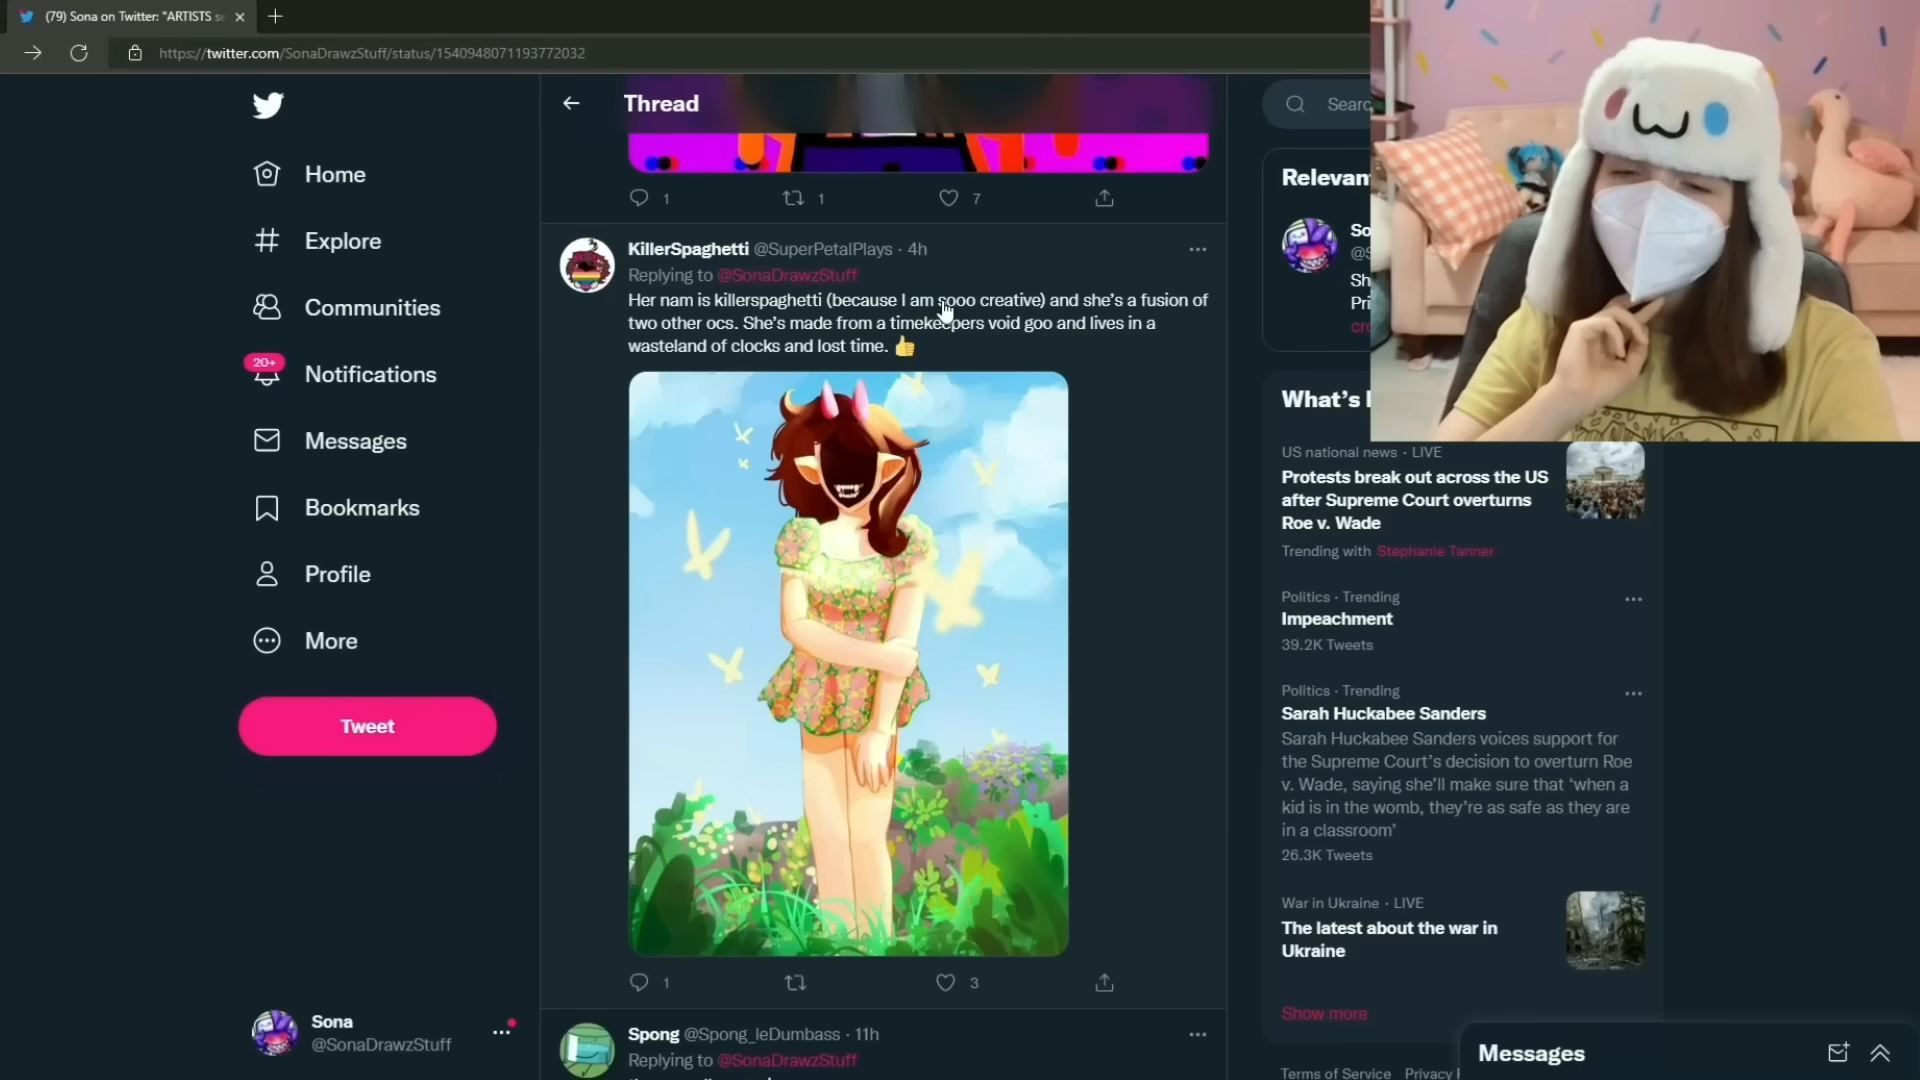 (79) Sona on Twitter: "ARTISTS
https://twitter.com/SonaDrawzStuff/status/1540948071193772032
Home
Explore
Communities
20+
Notifications
Messages
Bookmarks
Profile
More
Tweet
Sona
@SonaDrawzStuff
Thread
1
1
7
KillerSpaghetti @SuperPetalPlays · 4h
Replying to @SonaDrawzStuff
Her nam is killerspaghetti (because I am sooo creative) and she's a fusion of
two other ocs. She's made from a timekeepers void goo and lives in a
wasteland of clocks and lost time. 👍
1
3
Spong @Spong_leDumbass · 11h
Replying to @SonaDrawzStuff
Searc
Relevan
So
@S
Sh
Pri
cro
What's
US national news · LIVE
Protests break out across the US
after Supreme Court overturns
Roe v. Wade
Trending with Stephanie Tanner
Politics · Trending
Impeachment
39.2K Tweets
Politics · Trending
Sarah Huckabee Sanders
Sarah Huckabee Sanders voices support for
the Supreme Court's decision to overturn Roe
v. Wade, saying she'll make sure that 'when a
kid is in the womb, they're as safe as they are
in a classroom'
26.3K Tweets
War in Ukraine · LIVE
The latest about the war in
Ukraine
Show more
Terms of Service Privacy
Messages